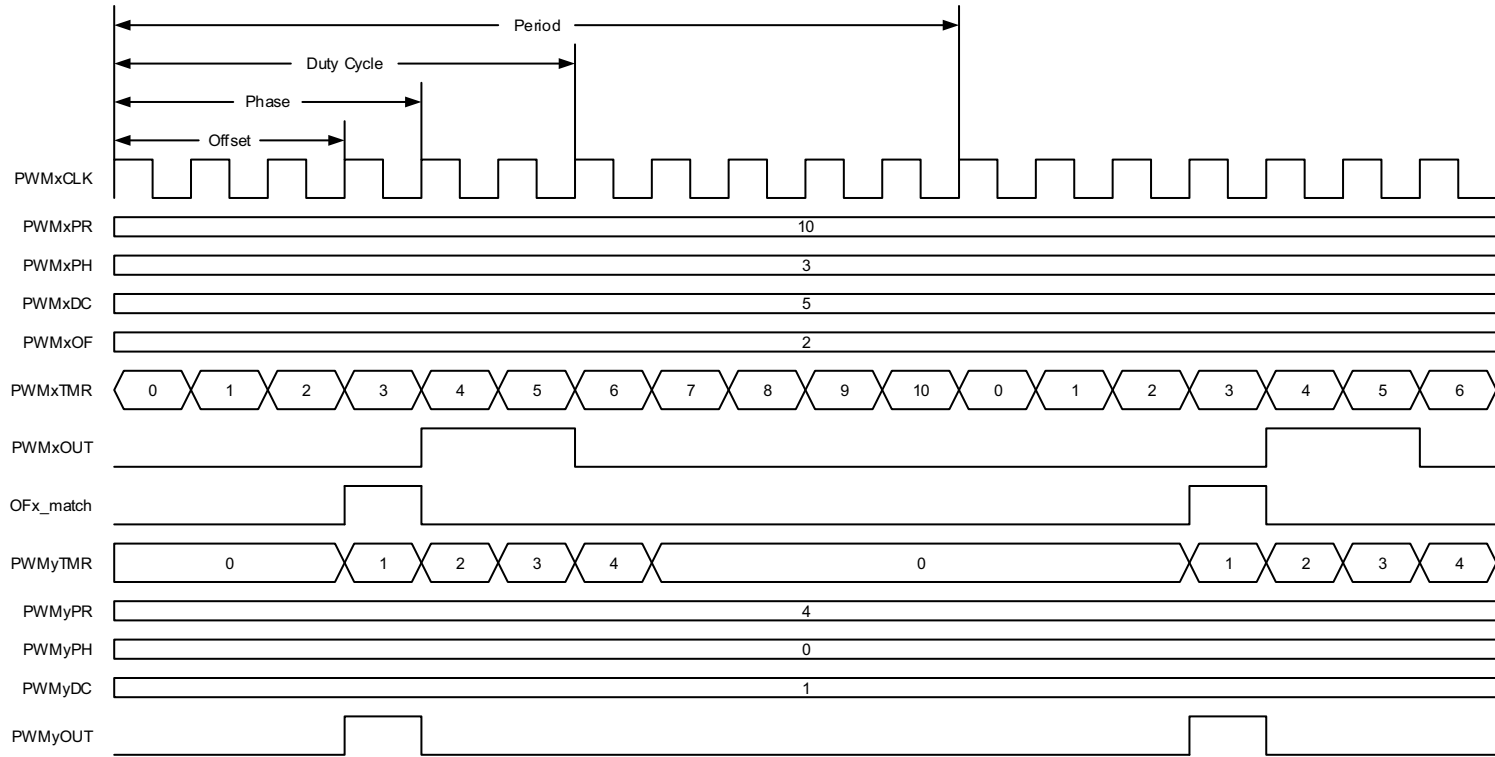 Period
Duty Cycle
Phase
Offset
PWMxCLK
PWMxPR 10
PWMxPH 3
PWMxDC 5
PWMxOF 2
PWMxTMR 0 1 2 3 4 5 6 7 8 9 10 0 1 2 3 4 5 6
PWMxOUT
OFx_match
PWMyTMR 0 1 2 3 4 0 1 2 3 4
PWMyPR 4
PWMyPH 0
PWMyDC 1
PWMyOUT